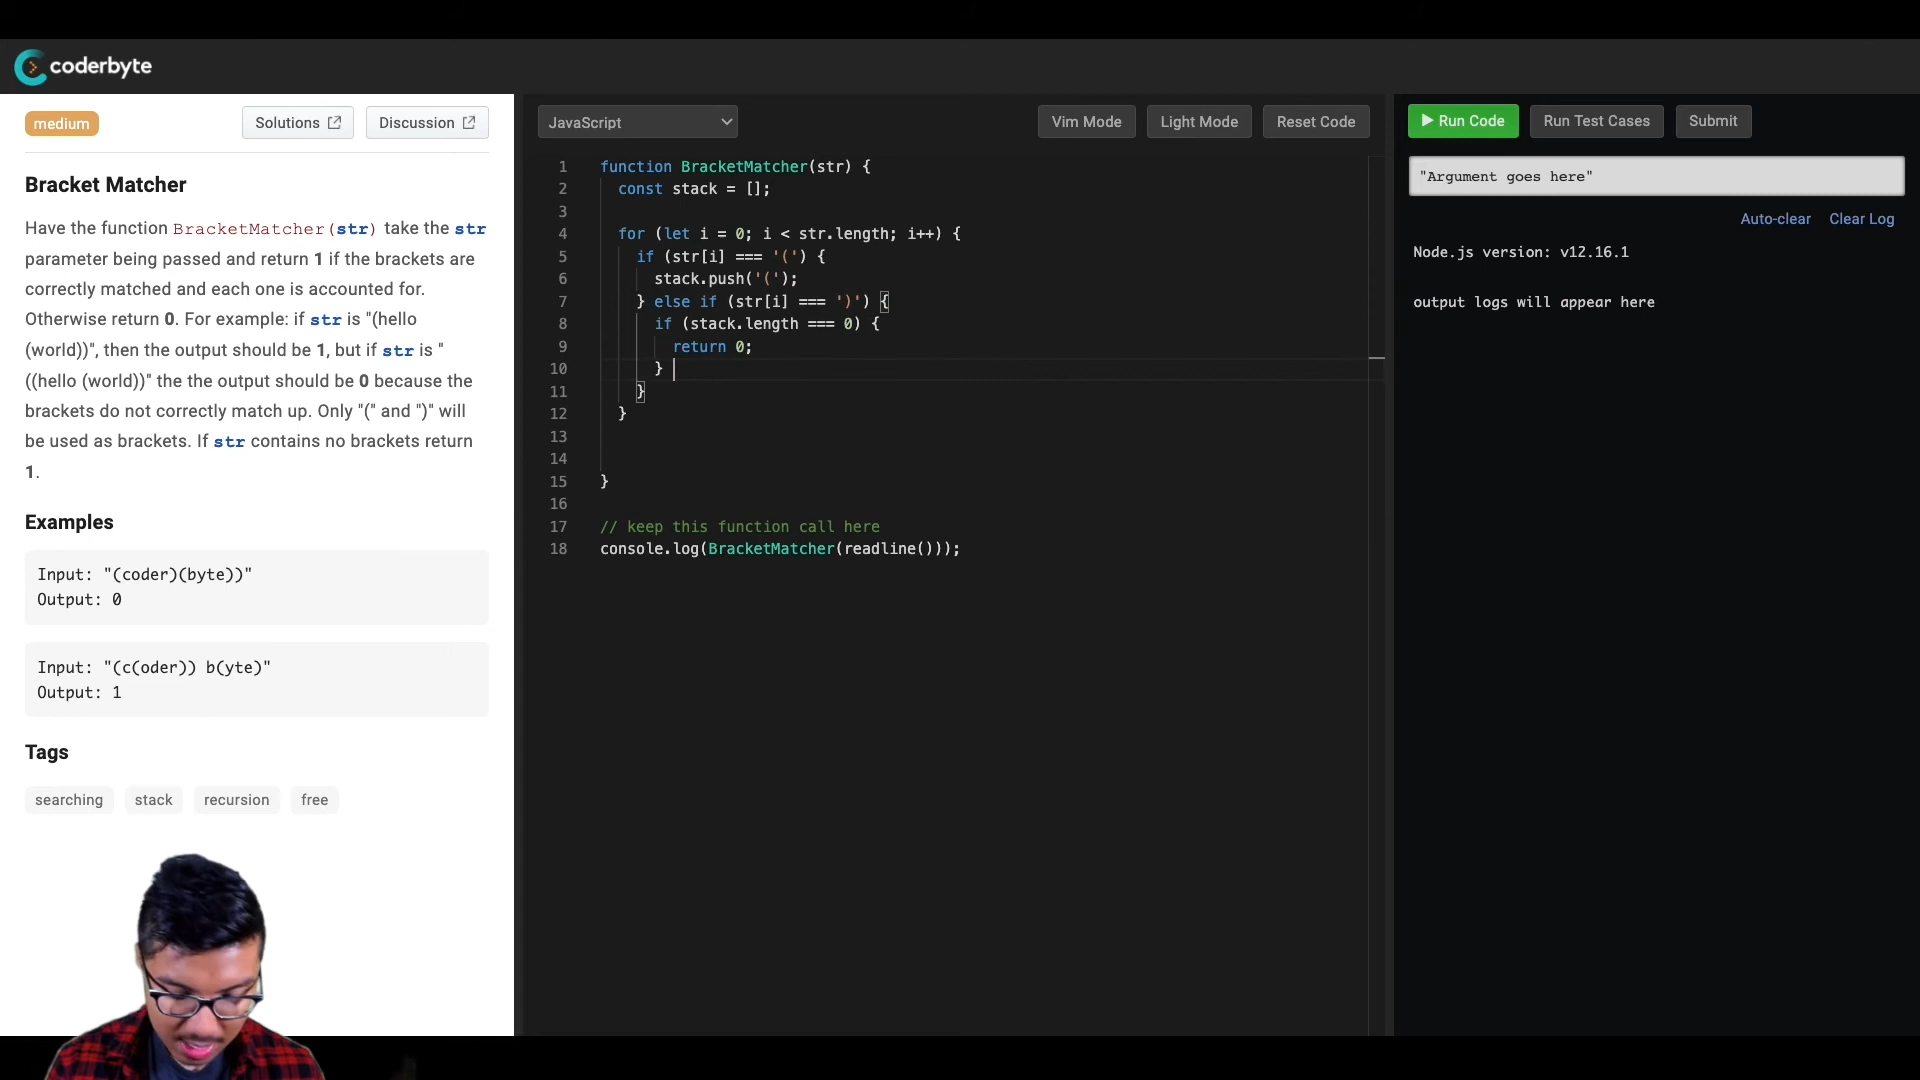 coderbyte
medium
Solutions
Discussion
Bracket Matcher
Have the function BracketMatcher(str) take the str
parameter being passed and return 1 if the brackets are
correctly matched and each one is accounted for.
Otherwise return 0. For example: if str is "(hello
(world))", then the output should be 1, but if str is "
((hello (world))" the the output should be 0 because the
brackets do not correctly match up. Only "(" and ")" will
be used as brackets. If str contains no brackets return
1.
Examples
Input: "(coder)(byte))"
Output: 0
Input: "(c(oder)) b(yte)"
Output: 1
Tags
searching
stack
recursion
free
JavaScript
Vim Mode
Light Mode
Reset Code
1 function BracketMatcher(str) {
2 const stack = [];
3
4 for (let i = 0; i < str.length; i++) {
5 if (str[i] === '(') {
6 stack.push('(');
7 } else if (str[i] === ')') {
8 if (stack.length === 0) {
9 return 0;
10 }
11 }
12 }
13
14
15 }
16
17 // keep this function call here
18 console.log(BracketMatcher(readline()));
Run Code
Run Test Cases
Submit
"Argument goes here"
Auto-clear
Clear Log
Node.js version: v12.16.1
output logs will appear here